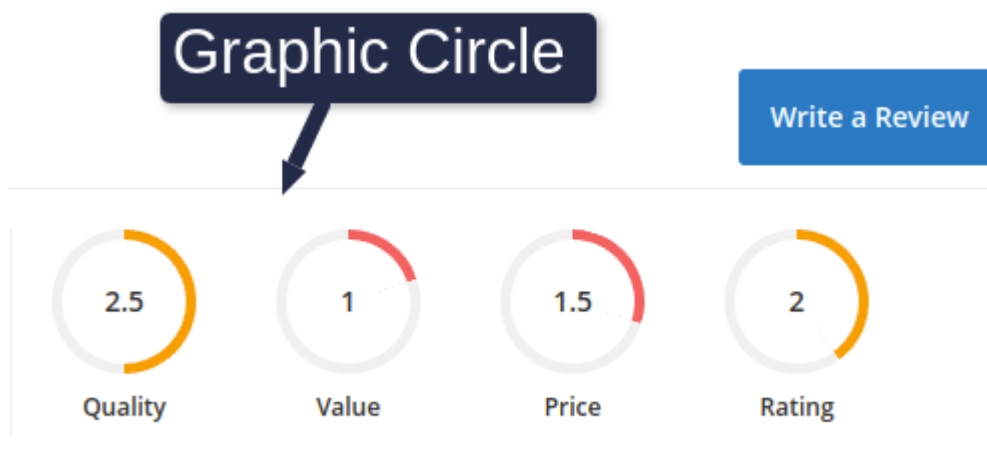 Graphic Circle
Write a Review
2.5
1
1.5
2
Quality
Value
Price
Rating